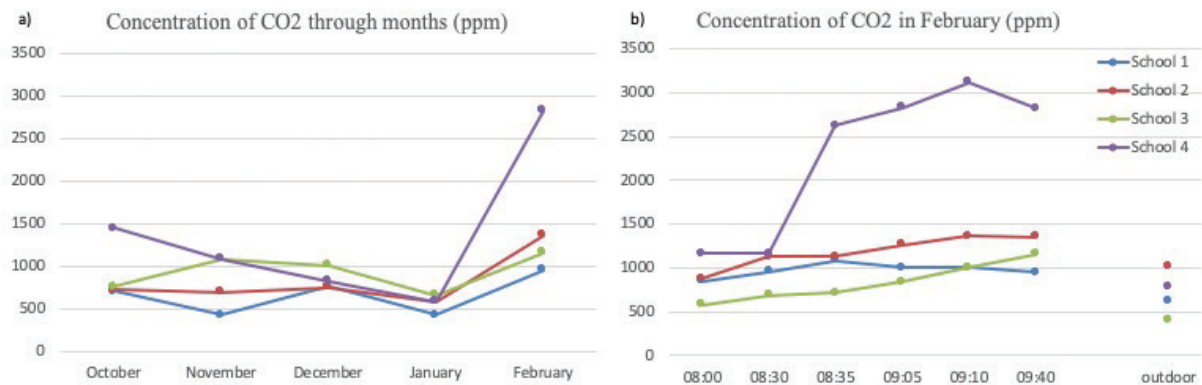 a)
Concentration of CO2 through months (ppm)
3500
3000
2500
2000
1500
1000
500
0
October November December January February
b)
Concentration of CO2 in February (ppm)
3500
3000
2500
2000
1500
1000
500
0
School 1
School 2
School 3
School 4
08:00 08:30 08:35 09:05 09:10 09:40 outdoor